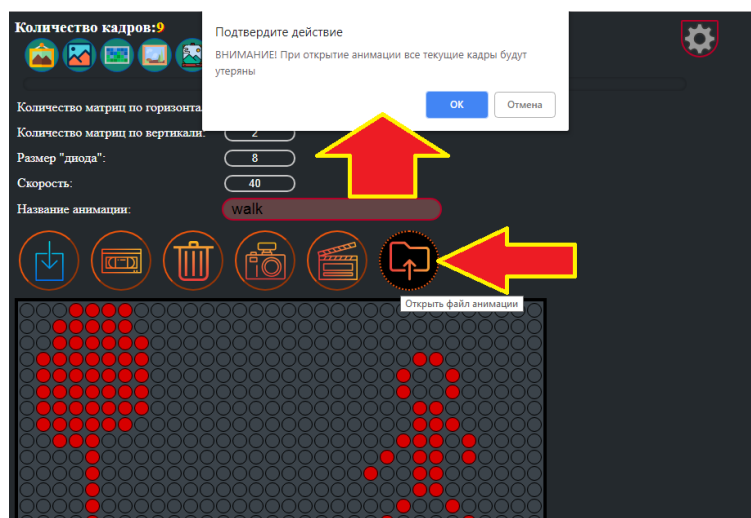 Количество кадров:9
Подтвердите действие
ВНИМАНИЕ! При открытие анимации все текущие кадры будут
утеряны
ОК
Отмена
Количество матриц по горизонта
Количество матриц по вертикали:
2
Размер "диода":
8
Скорость:
40
Название анимации:
walk
Открыть файл анимации